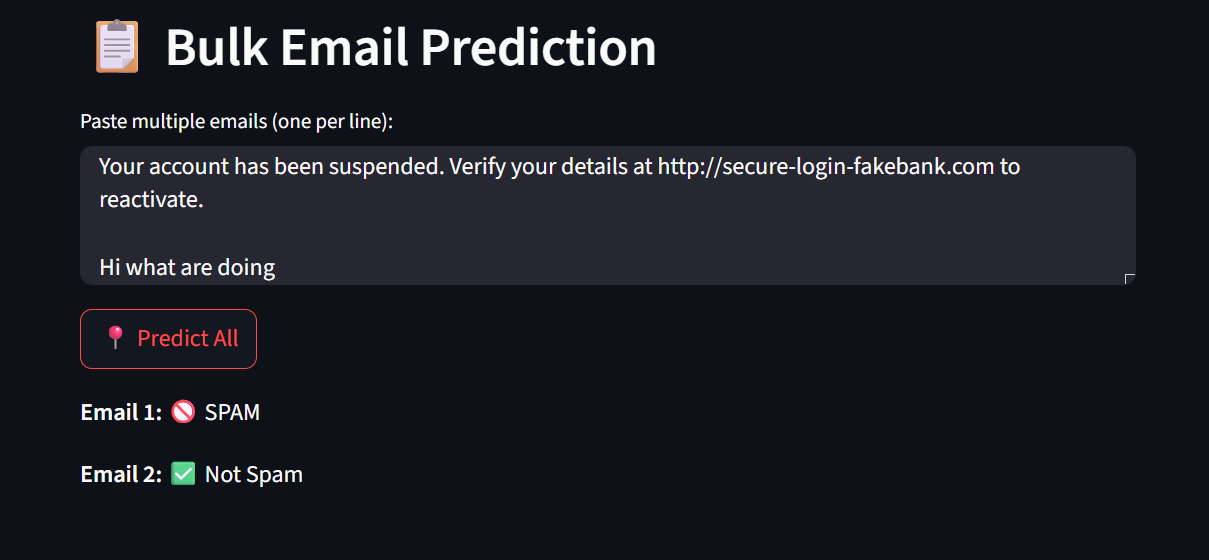 📋 Bulk Email Prediction
Paste multiple emails (one per line):
Your account has been suspended. Verify your details at http://secure-login-fakebank.com to
reactivate.
Hi what are doing
📍 Predict All
Email 1: 🚫 SPAM
Email 2: ✅ Not Spam